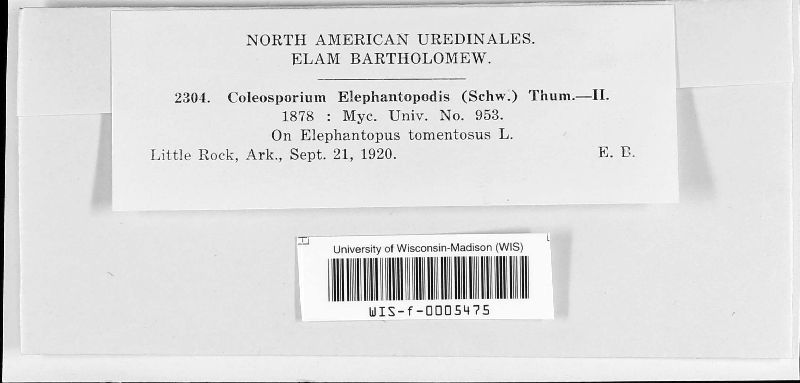 NORTH AMERICAN UREDINALES.
ELAM BARTHOLOMEW.
2304. Coleosporium Elephantopodis (Schw.) Thum.—II.
1878 : Myc. Univ. No. 953.
On Elephantopus tomentosus L.
Little Rock, Ark., Sept. 21, 1920. E. B.
University of Wisconsin-Madison (WIS)
WIS-f-0005475